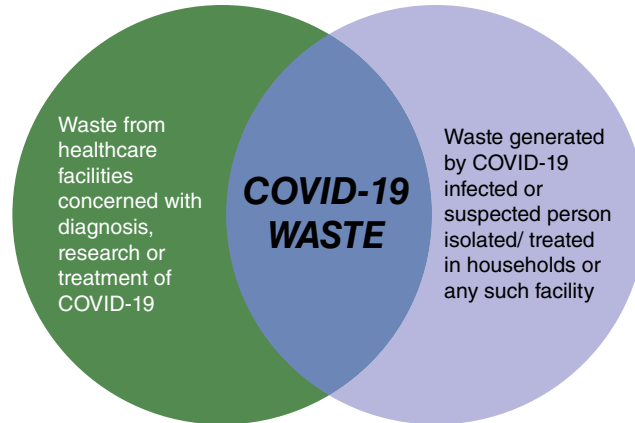 Waste from
healthcare
facilities
concerned with
diagnosis,
research or
treatment of
COVID-19
COVID-19
WASTE
Waste generated
by COVID-19
infected or
suspected person
isolated/ treated
in households or
any such facility